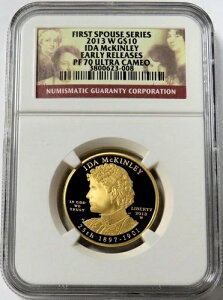 FIRST SPOUSE SERIES
2013 W G$10
IDA McKINLEY
EARLY RELEASES
PF 70 ULTRA CAMEO
3800623-008
NUMISMATIC GUARANTY CORPORATION
IDA McKINLEY
IN GOD
WE
TRUST
LIBERTY
2013
W
25th 1897-1901